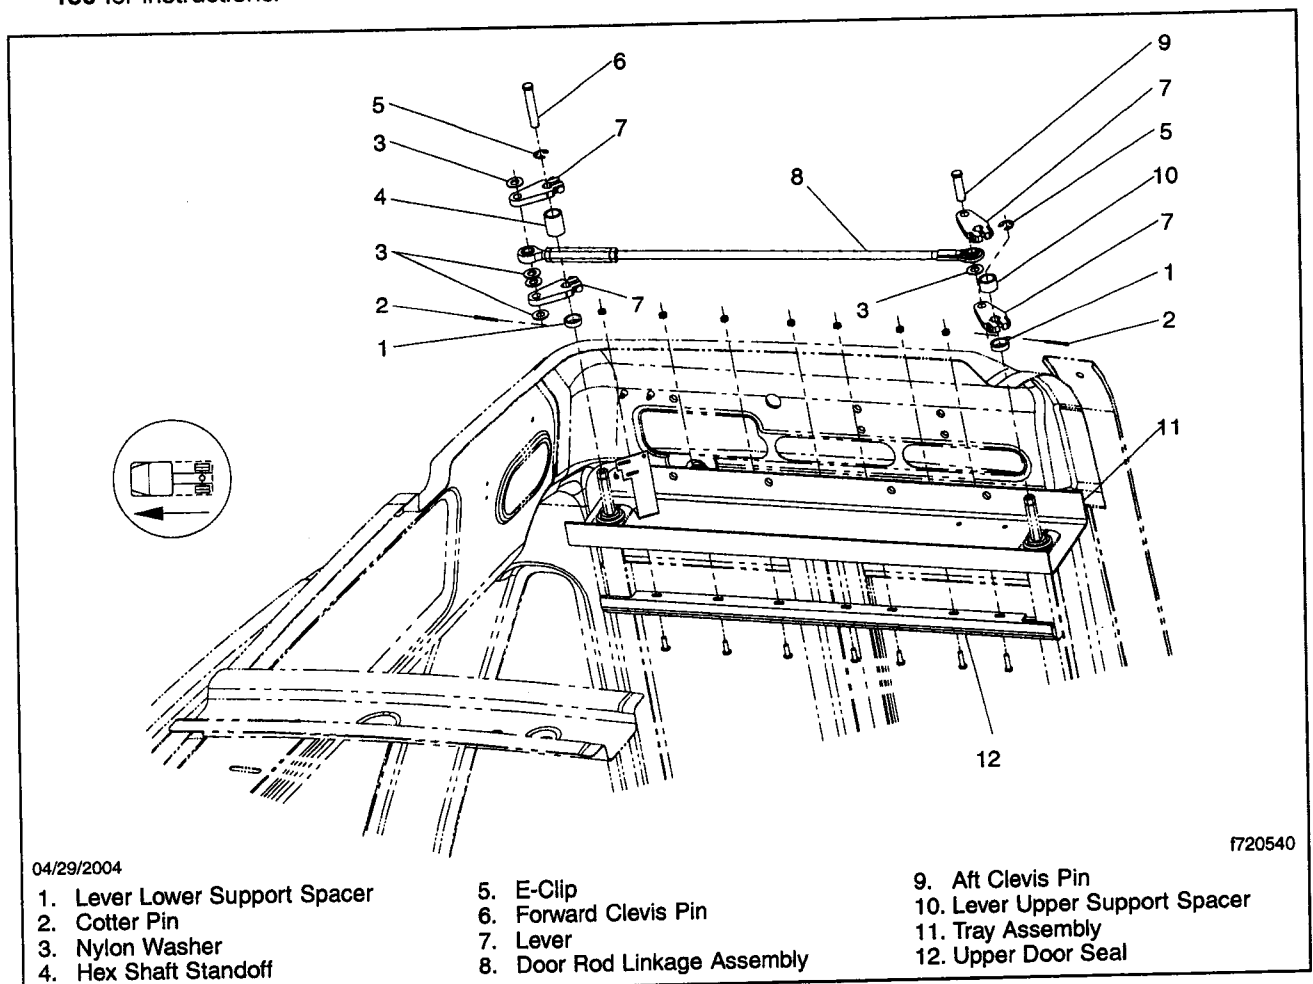 for instructions.
6
9
5
7
3
7
5
8
10
4
7
3
1
3
2
7
2
1
11
12
04/29/2004
f720540
1. Lever Lower Support Spacer
2. Cotter Pin
3. Nylon Washer
4. Hex Shaft Standoff
5. E-Clip
6. Forward Clevis Pin
7. Lever
8. Door Rod Linkage Assembly
9. Aft Clevis Pin
10. Lever Upper Support Spacer
11. Tray Assembly
12. Upper Door Seal